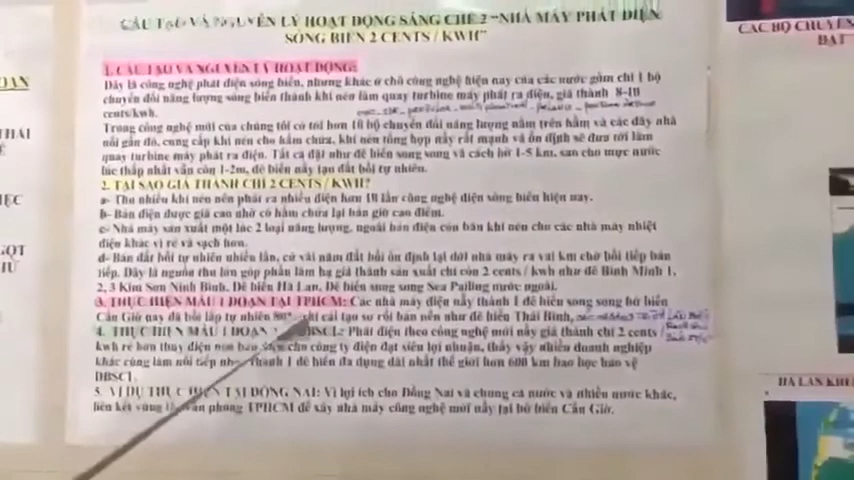 CẤU TẠO VÀ NGUYÊN LÝ HOẠT ĐỘNG SÁNG CHẾ 2 "NHÀ MÁY PHÁT ĐIỆN
SÓNG BIỂN 2 CENTS / KWH"
1. CẤU TẠO VÀ NGUYÊN LÝ HOẠT ĐỘNG:
Đây là công nghệ phát điện sóng biển, nhưng khác ở chỗ công nghệ hiện nay của các nước gồm chỉ 1 bộ
chuyển đổi năng lượng sóng biển thành khí nén làm quay turbine máy phát ra điện, giá thành 8-10
cents/kwh.
Trong công nghệ mới của chúng tôi có tới hơn 10 bộ chuyển đổi năng lượng nằm trên hầm và các dãy nhà
nổi gần đó, cung cấp khí nén cho hầm chứa, khí nén tổng hợp này rất mạnh và ổn định sẽ đưa tới làm
quay turbine máy phát ra điện. Tất cả đặt như đê biển song song và cách bờ 1-5 km, sao cho mực nước
lúc thấp nhất vẫn còn 1-2m, đê biển này tạo đất bồi tự nhiên.
2. TẠI SAO GIÁ THÀNH CHỈ 2 CENTS / KWH?
a- Thu nhiều khí nén nên phát ra nhiều điện hơn 10 lần công nghệ điện sóng biển hiện nay.
b- Bán điện được giá cao nhờ có hầm chứa lại bán giờ cao điểm.
c- Nhà máy sản xuất một lúc 2 loại năng lượng, ngoài bán điện còn bán khí nén cho các nhà máy nhiệt
điện khác vì rẻ và sạch hơn.
d- Bán đất bồi tự nhiên nhiều lần, cứ vài năm đất bồi ổn định lại dời nhà máy ra vài km chờ bồi tiếp bán
tiếp. Đây là nguồn thu lớn góp phần làm hạ giá thành sản xuất chỉ còn 2 cents / kwh như đê Bình Minh 1,
2, 3 Kim Sơn Ninh Bình, Đê biển Hà Lan, Đê biển song song Sea Pailing nước ngoài.
3. THỰC HIỆN MẪU 1 ĐOẠN TẠI TPHCM: Các nhà máy điện này thành 1 đê biển song song bờ biển
Cần Giờ này đã bồi lắp tự nhiên 80% chỉ cải tạo sơ rồi bán nền như đê biển Thái Bình,
4. THỰC HIỆN MẪU 1 ĐOẠN ĐBSCL: Phát điện theo công nghệ mới này giá thành chỉ 2 cents /
kwh rẻ hơn thủy điện nên bán cho công ty điện đạt siêu lợi nhuận, thấy vậy nhiều doanh nghiệp
khác cùng làm nối tiếp thành 1 đê biển đa dụng dài nhất thế giới hơn 600 km bao bọc bảo vệ
ĐBSCL.
5. VÍ DỤ THỰC HIỆN TẠI ĐỒNG NAI: Vì lợi ích cho Đồng Nai và chung cả nước và nhiều nước khác,
liên kết vùng văn phòng TPHCM để xây nhà máy công nghệ mới này tại bờ biển Cần Giờ.
CÁC BỘ CHUYỂN
ĐẠT
HÀ LAN KHỞI